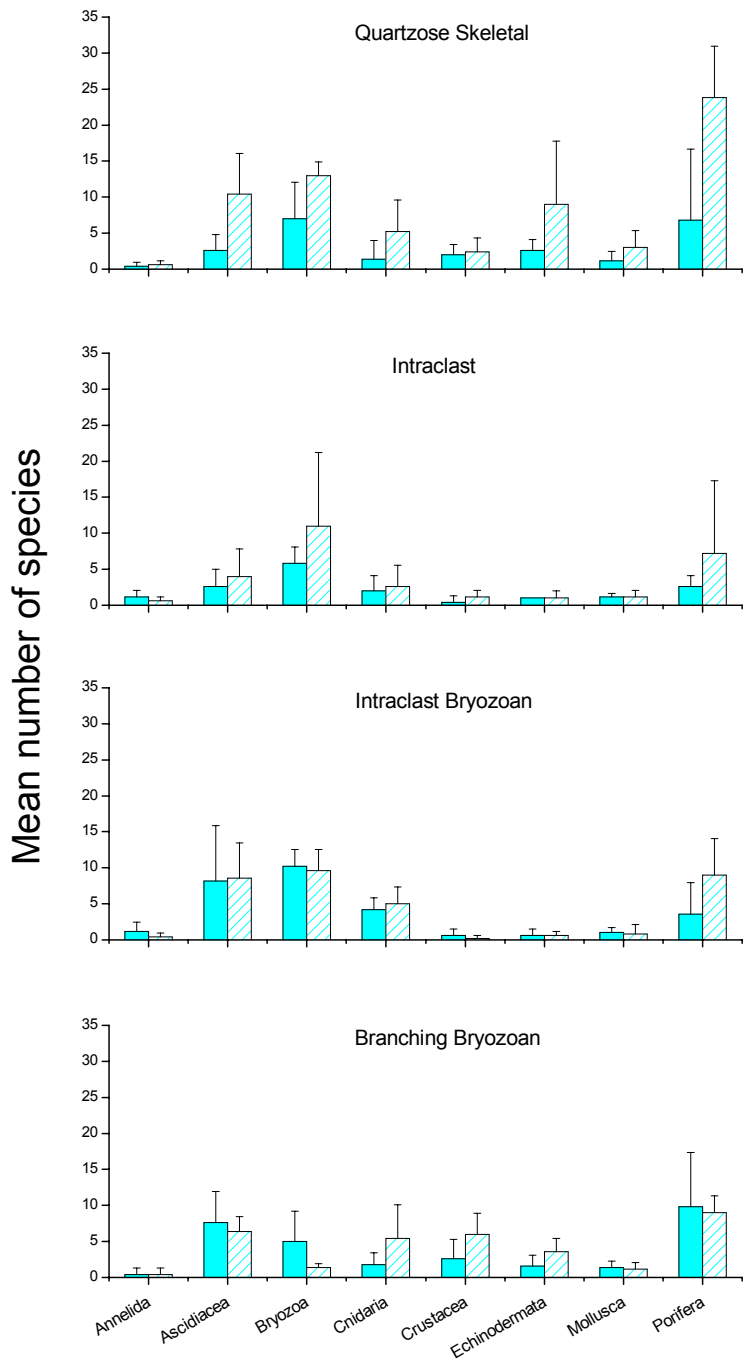 Mean number of species
Quartzose Skeletal
35
30
25
20
15
10
5
0
Intraclast
35
30
25
20
15
10
5
0
Intraclast Bryozoan
35
30
25
20
15
10
5
0
Branching Bryozoan
35
30
25
20
15
10
5
0
Annelida
Ascidiacea
Bryozoa
Cnidaria
Crustacea
Echinodermata
Mollusca
Porifera